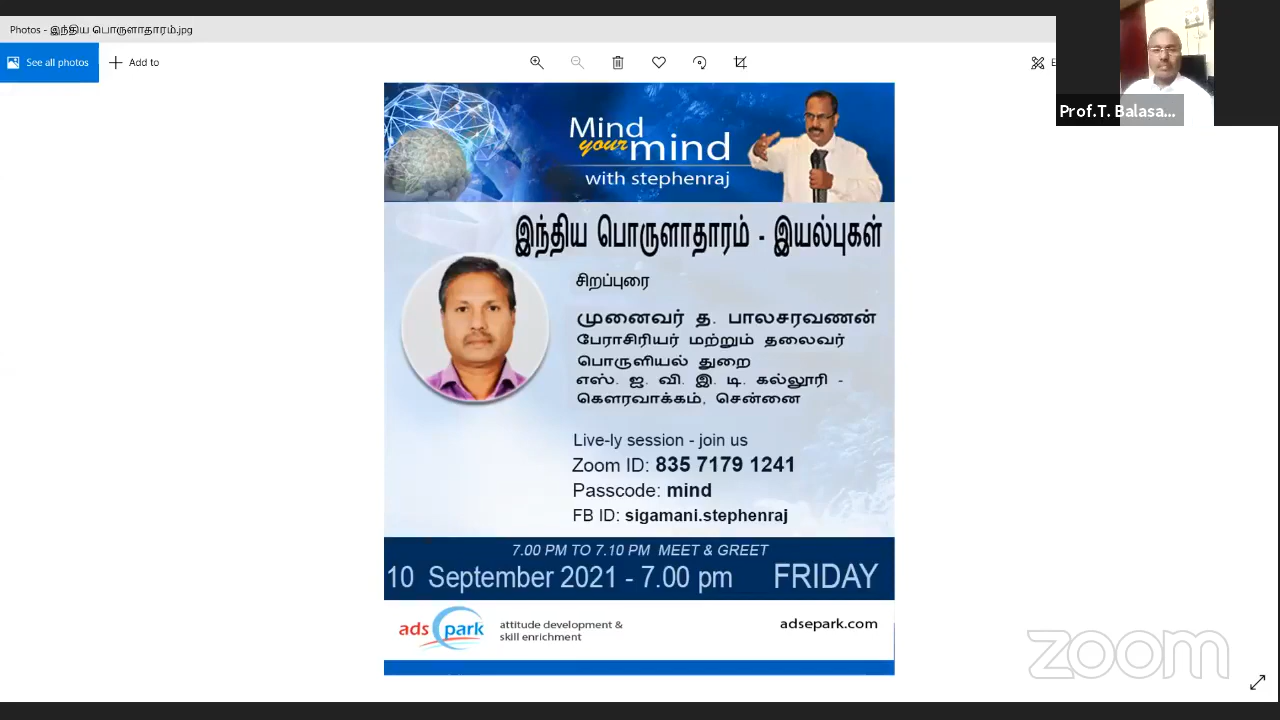 Photos - இந்திய பொருளாதாரம்.jpg
See all photos
Add to
Prof.T. Balasa...
Mind
your mind
with stephenraj
இந்திய பொருளாதாரம் - இயல்புகள்
சிறப்புரை
முனைவர் த. பாலசரவணன்
பேராசிரியர் மற்றும் தலைவர்
பொருளியல் துறை
எஸ். ஐ. வி. இ. டி. கல்லூரி -
கௌரவாக்கம், சென்னை
Live-ly session - join us
Zoom ID: 835 7179 1241
Passcode: mind
FB ID: sigamani.stephenraj
7.00 PM TO 7.10 PM MEET & GREET
10 September 2021 - 7.00 pm FRIDAY
ads park
attitude development &
skill enrichment
adsepark.com
zoom